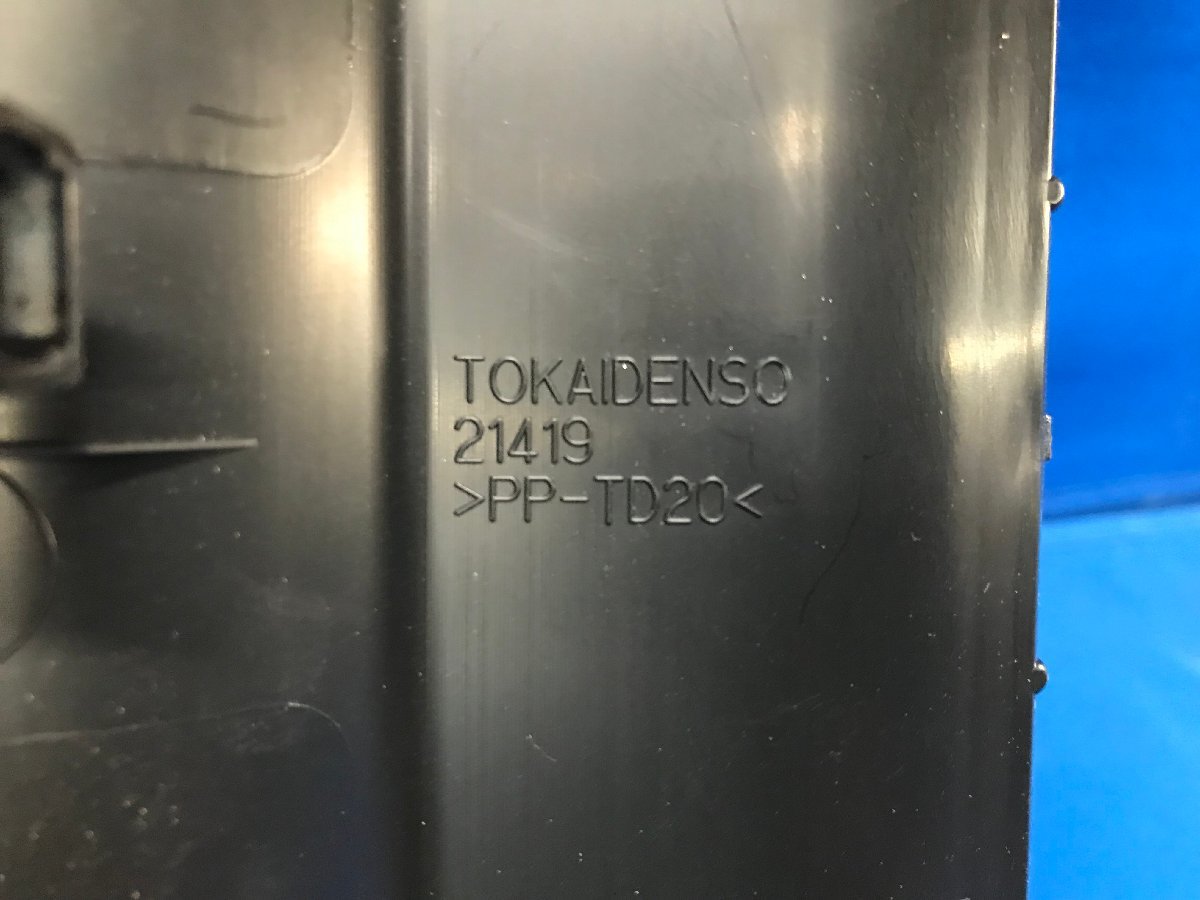 TOKAIDENSO
21419
>PP-TD20<